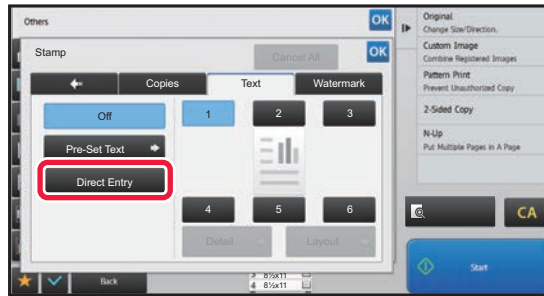 Others
OK
Stamp
Cancel All
OK
Copies
Text
Watermark
Off
Pre-Set Text
Direct Entry
1
2
3
4
5
6
Detail
Layout
Back
3 8½x11
4 8½x11
Original
Change Size/Direction.
Custom Image
Combine Registered Images
Pattern Print
Prevent Unauthorized Copy
2-Sided Copy
N-Up
Put Multiple Pages in A Page
CA
Start